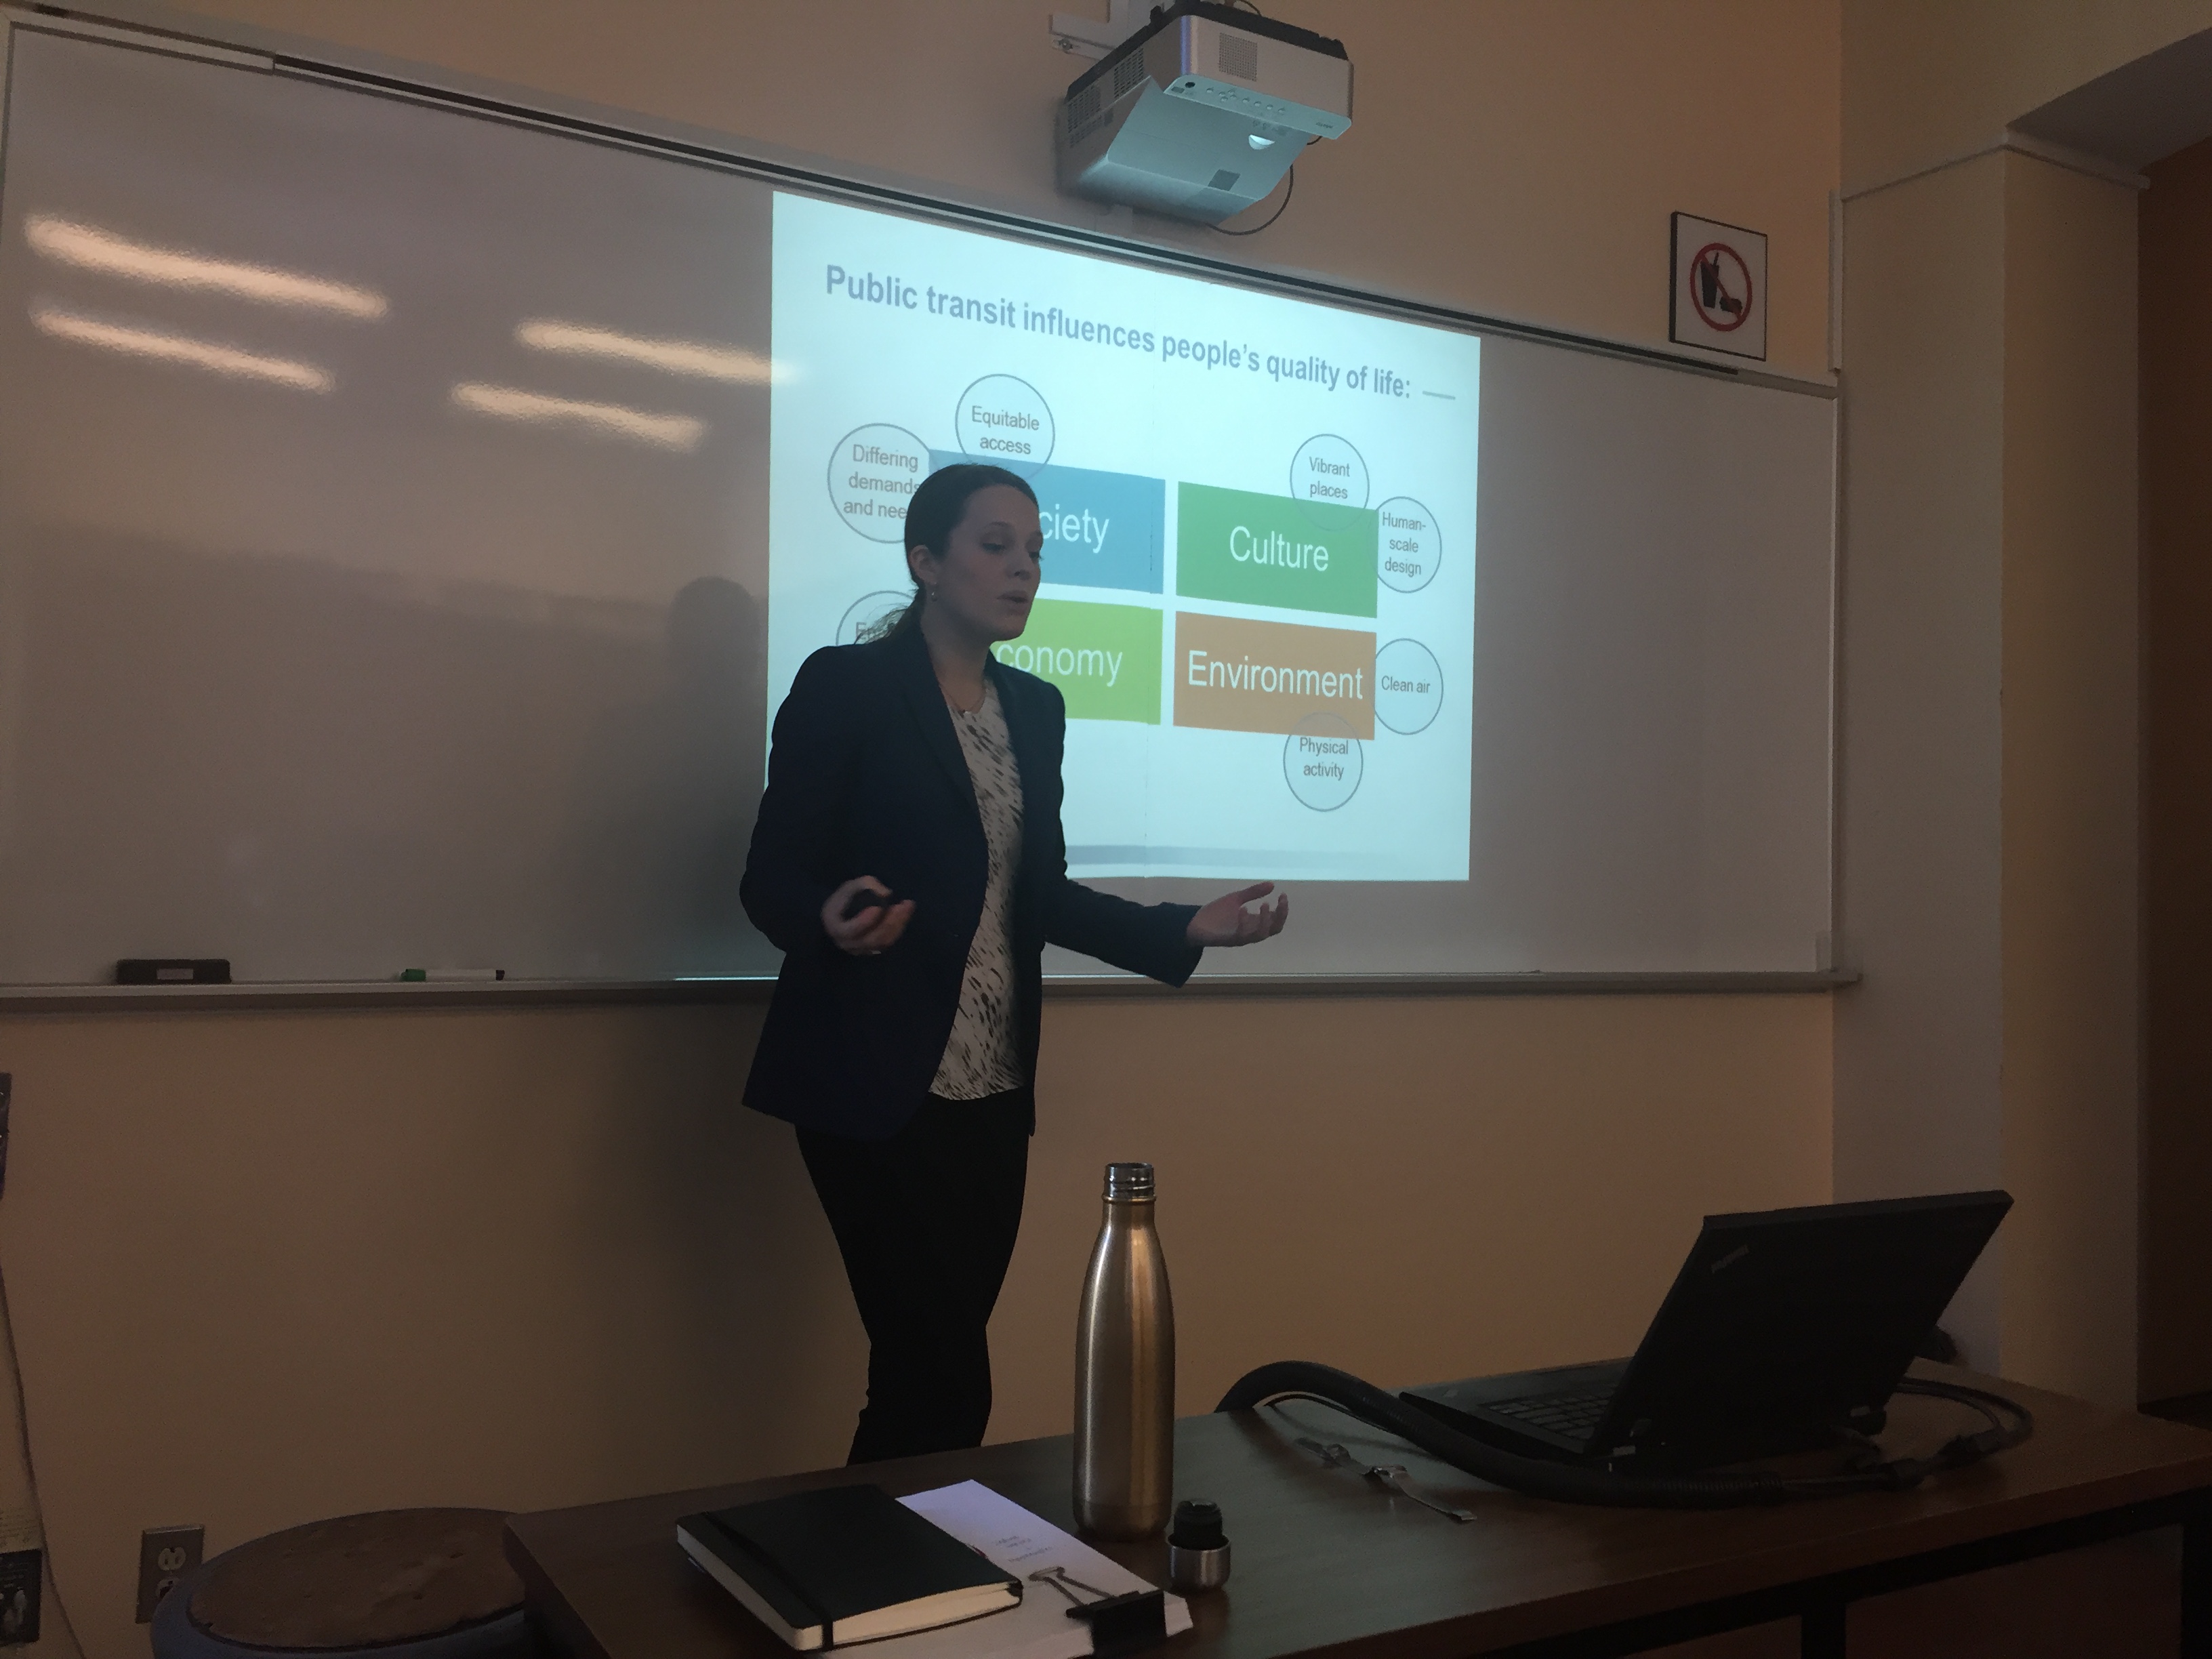 Public transit influences people's quality of life:
Equitable
access
Differing
demands
and nee
ciety
Culture
Vibrant
places
Human-
scale
design
conomy
Environment
Clean air
Physical
activity